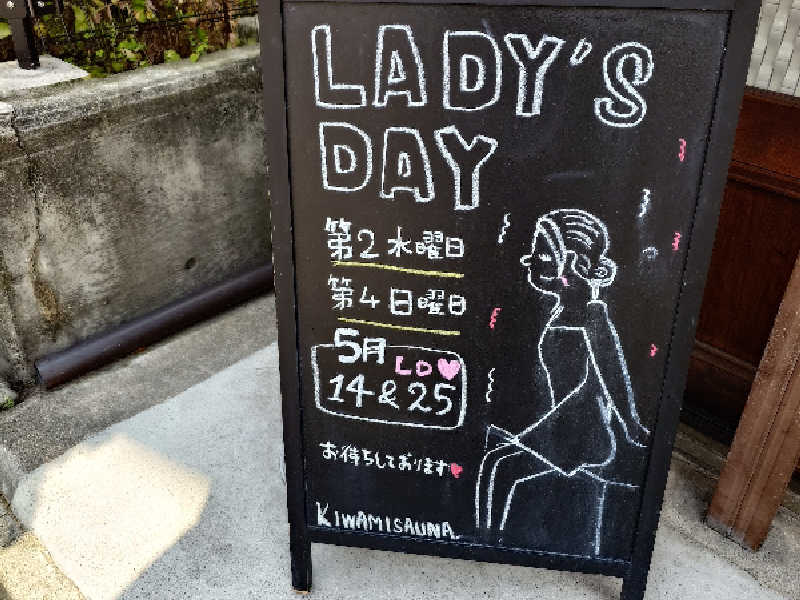 LADY'S
DAY
第2水曜日
第4日曜日
5月
LD
14&25
お待ちしております
KIWAMISAUNA.